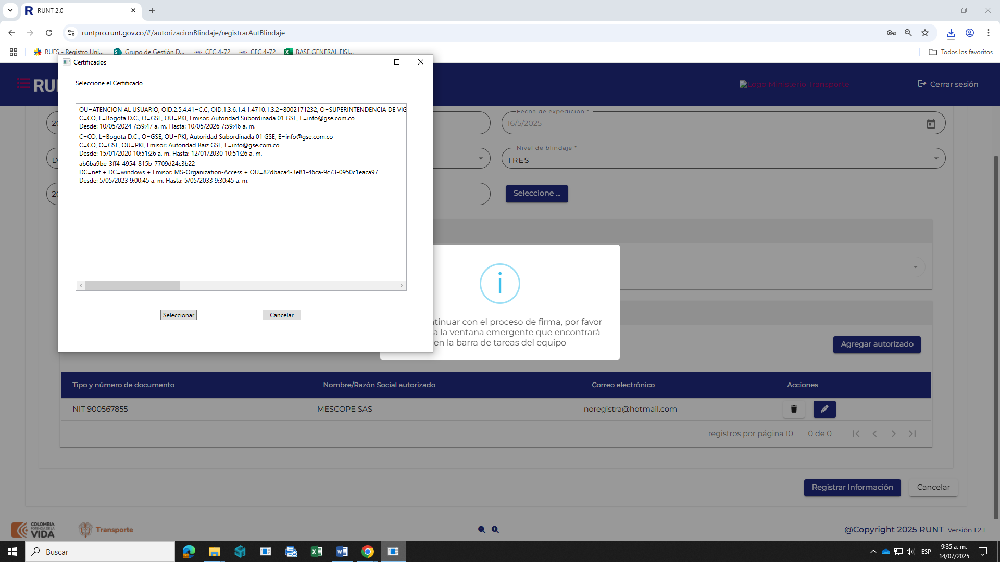 RUNT 2.0
runtpro.runt.gov.co/#/autorizacionBlindaje/registrarAutBlindaje
RUES - Registro Uni...
Grupo de Gestión D...
CEC 4-72
CEC 4-72
BASE GENERAL FISI...
Todos los favoritos
Certificados
Seleccione el Certificado
OU=ATENCION AL USUARIO, OID.2.5.4.41=C.C, OID.1.3.6.1.4.1.4710.1.3.2=8002171232, O=SUPERINTENDENCIA DE VIG
C=CO, L=Bogota D.C., O=GSE, OU=PKI, Emisor: Autoridad Subordinada 01 GSE, E=info@gse.com.co
Desde: 10/05/2024 7:59:47 a. m. Hasta: 10/05/2026 7:59:46 a. m.
C=CO, L=Bogota D.C., O=GSE, OU=PKI, Autoridad Subordinada 01 GSE, E=info@gse.com.co
C=CO, O=GSE, OU=PKI, Emisor: Autoridad Raiz GSE, E=info@gse.com.co
Desde: 15/01/2020 10:51:26 a. m. Hasta: 12/01/2030 10:51:26 a. m.
ab6ba9be-3ff4-4954-815b-7709d24c3b22
DC=net + DC=windows + Emisor: MS-Organization-Access + OU=82dbaca4-3e81-46ca-9c73-0950c1eaca97
Desde: 5/05/2023 9:00:45 a. m. Hasta: 5/05/2033 9:30:45 a. m.
Seleccionar
Cancelar
RU
Logo Ministerio Transporte
Cerrar sesión
20
Fecha de expedición *
16/5/2025
D
Nivel de blindaje *
TRES
20
Seleccione ...
ntinuar con el proceso de firma, por favor
a la ventana emergente que encontrará
en la barra de tareas del equipo
Agregar autorizado
Tipo y número de documento
Nombre/Razón Social autorizado
Correo electrónico
Acciones
NIT 900567855
MESCOPE SAS
noregistra@hotmail.com
registros por página 10
0 de 0
Registrar Información
Cancelar
COLOMBIA
POTENCIA DE LA
VIDA
Transporte
@Copyright 2025 RUNT Versión 1.2.1
Buscar
ESP
9:35 a. m.
14/07/2025